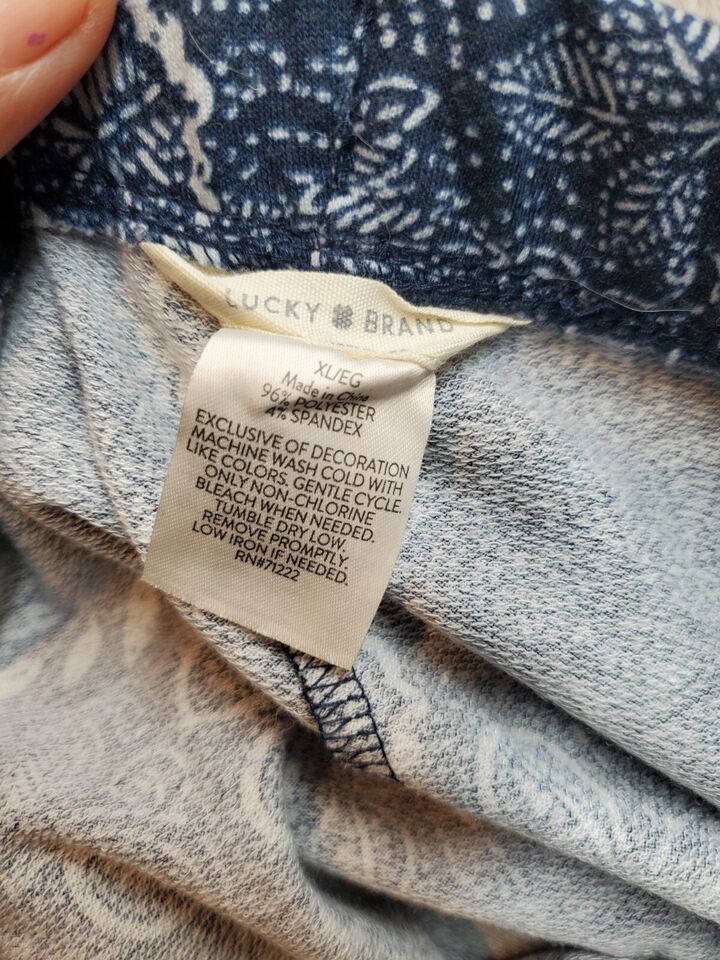 LUCKY BRAND
XL/EG
Made in China
96% POLYESTER
4% SPANDEX
EXCLUSIVE OF DECORATION
MACHINE WASH COLD WITH
LIKE COLORS. GENTLE CYCLE.
ONLY NON-CHLORINE
BLEACH WHEN NEEDED.
TUMBLE DRY LOW.
REMOVE PROMPTLY.
LOW IRON IF NEEDED.
RN#71222